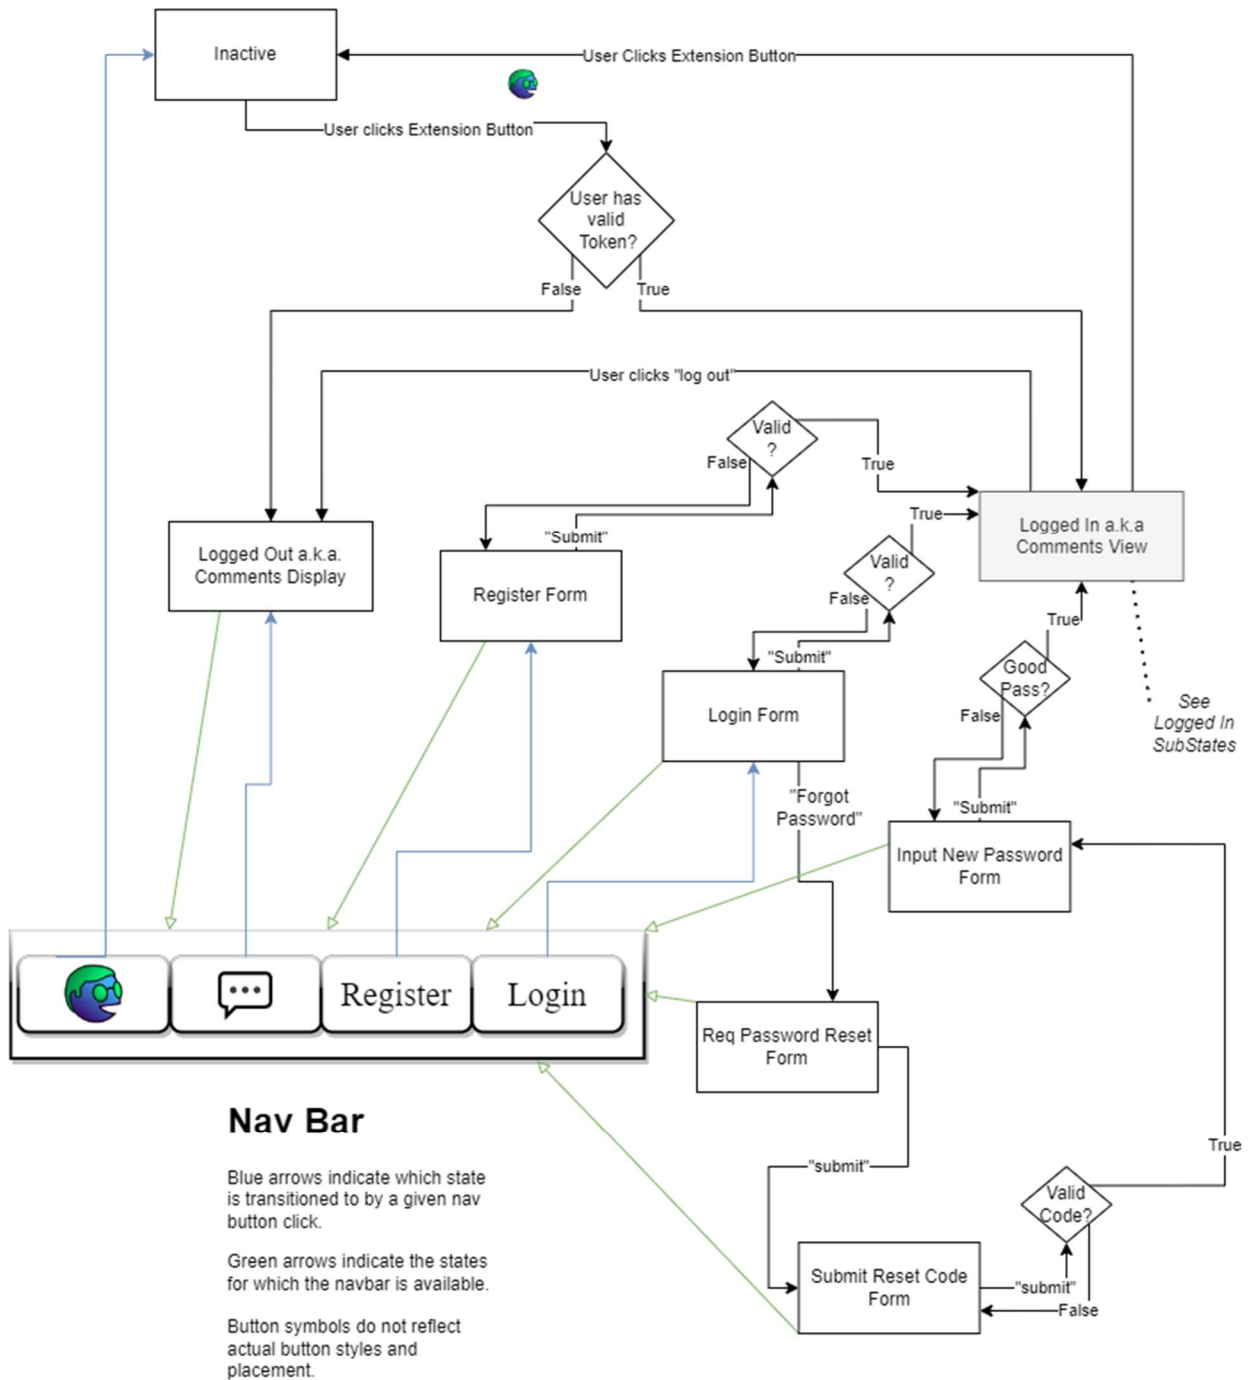 Inactive
User Clicks Extension Button
User clicks Extension Button
User has
valid
Token?
False
True
User clicks "log out"
Valid
?
False
True
"Submit"
Logged Out a.k.a.
Comments Display
Register Form
Logged In a.k.a
Comments View
True
Valid
?
False
"Submit"
Login Form
True
Good
Pass?
False
See
Logged In
SubStates
"Forgot
Password"
"Submit"
Input New Password
Form
Register
Login
Req Password Reset
Form
Nav Bar
Blue arrows indicate which state
is transitioned to by a given nav
button click.
Green arrows indicate the states
for which the navbar is available.
Button symbols do not reflect
actual button styles and
placement.
"submit"
True
Valid
Code?
Submit Reset Code
Form
"submit"
False